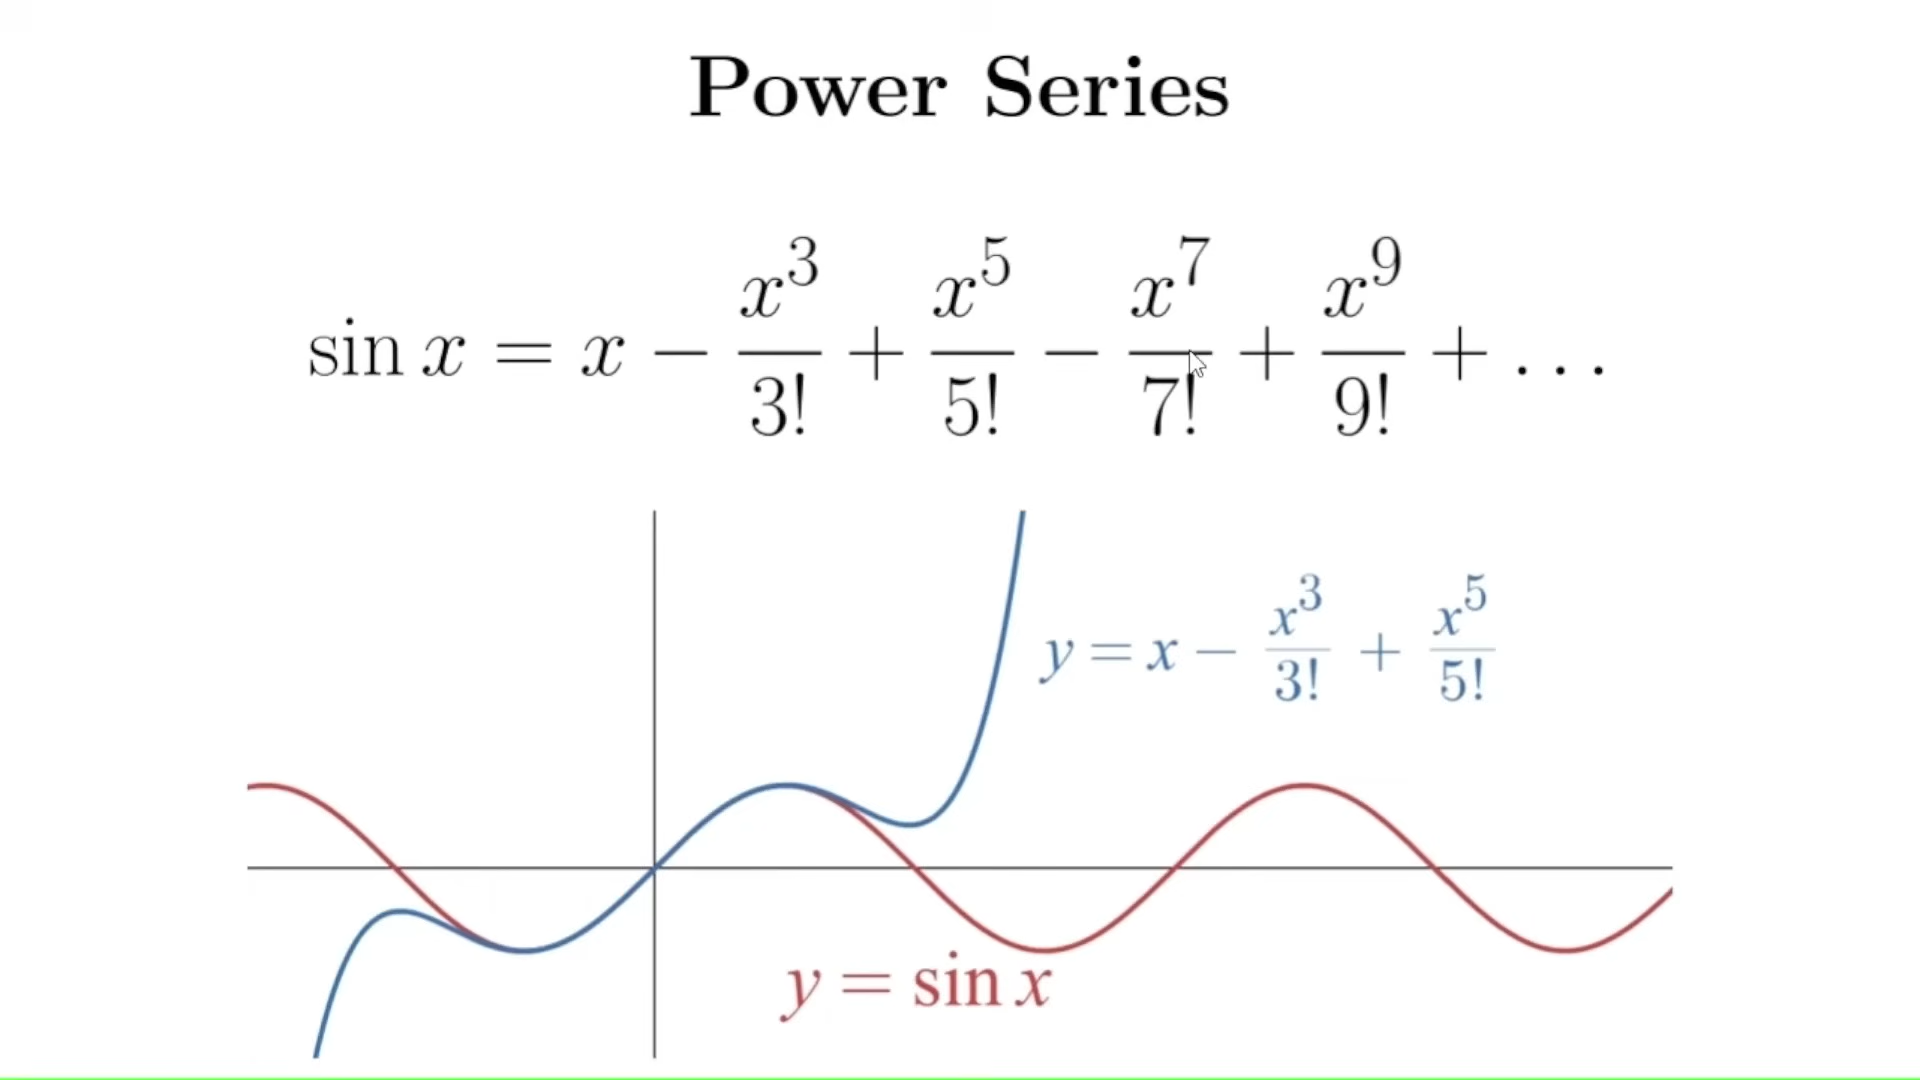 Power Series
sin x = x − x³/3! + x⁵/5! − x⁷/7! + x⁹/9! + . . .
y = x − x³/3! + x⁵/5!
y = sin x